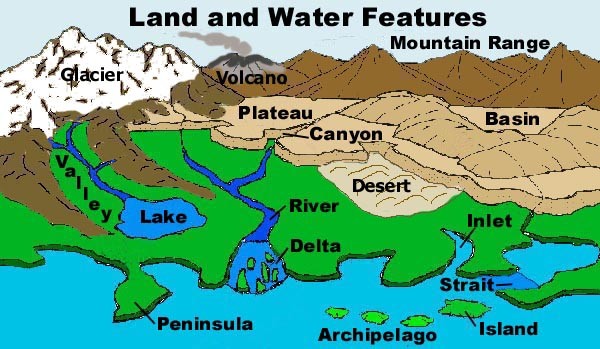 Land and Water Features
Mountain Range
Glacier
Volcano
Plateau
Basin
Canyon
Valley
Desert
Lake
River
Inlet
Delta
Strait
Peninsula
Archipelago
Island